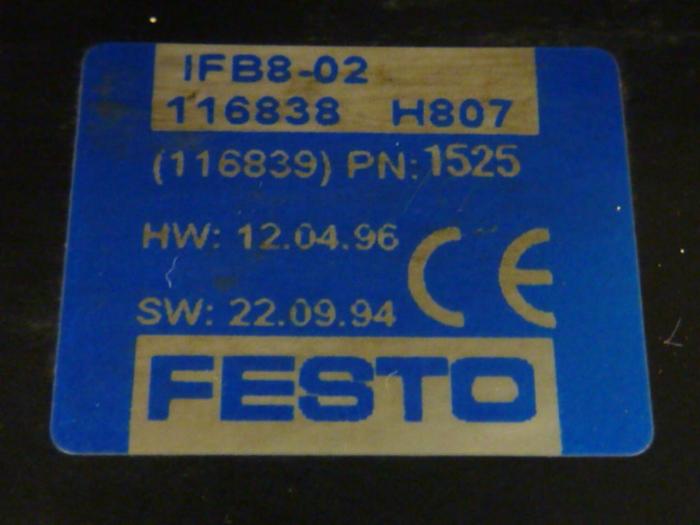 IFB8-02
116838 H807
(116839) PN:1525
HW: 12.04.96
SW: 22.09.94
CE
FESTO